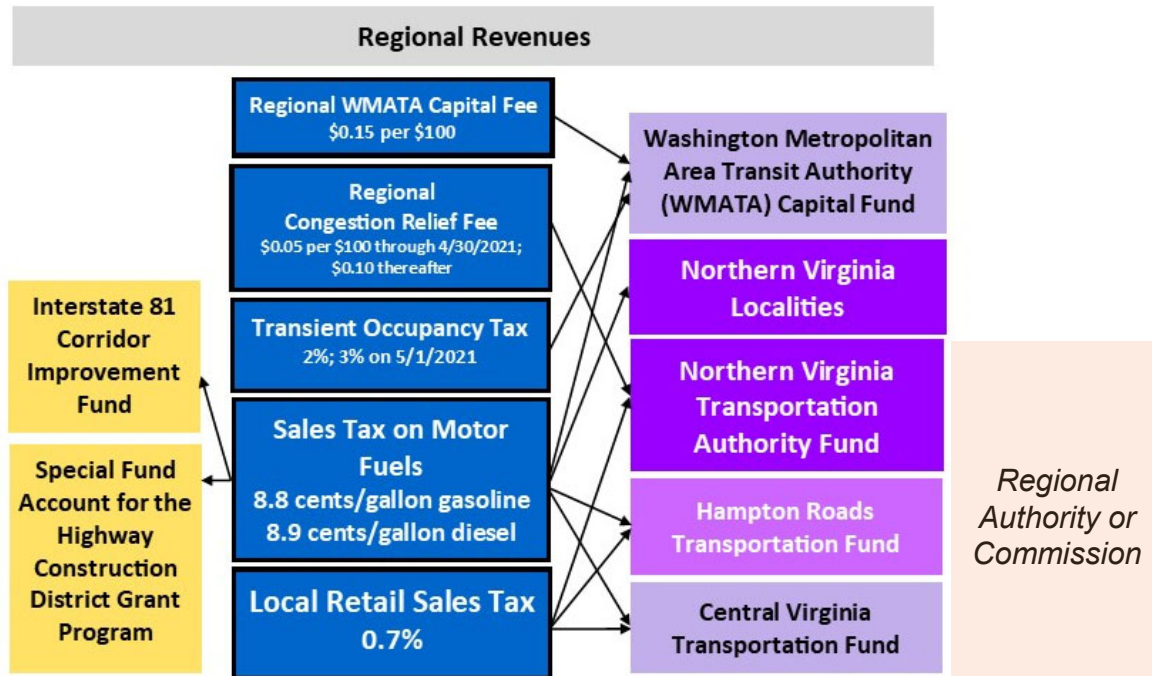 Regional Revenues
Regional WMATA Capital Fee
$0.15 per $100
Regional
Congestion Relief Fee
$0.05 per $100 through 4/30/2021;
$0.10 thereafter
Transient Occupancy Tax
2%; 3% on 5/1/2021
Sales Tax on Motor
Fuels
8.8 cents/gallon gasoline
8.9 cents/gallon diesel
Local Retail Sales Tax
0.7%
Interstate 81
Corridor
Improvement
Fund
Special Fund
Account for the
Highway
Construction
District Grant
Program
Washington Metropolitan
Area Transit Authority
(WMATA) Capital Fund
Northern Virginia
Localities
Northern Virginia
Transportation
Authority Fund
Hampton Roads
Transportation Fund
Central Virginia
Transportation Fund
Regional
Authority or
Commission